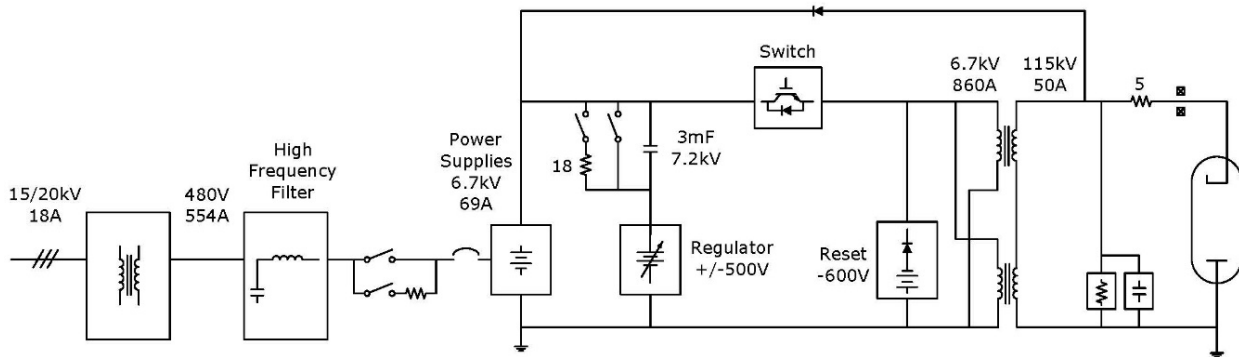 15/20kV
18A
480V
554A
High
Frequency
Filter
Power
Supplies
6.7kV
69A
18
3mF
7.2kV
Regulator
+/-500V
Switch
Reset
-600V
6.7kV
860A
115kV
50A
5